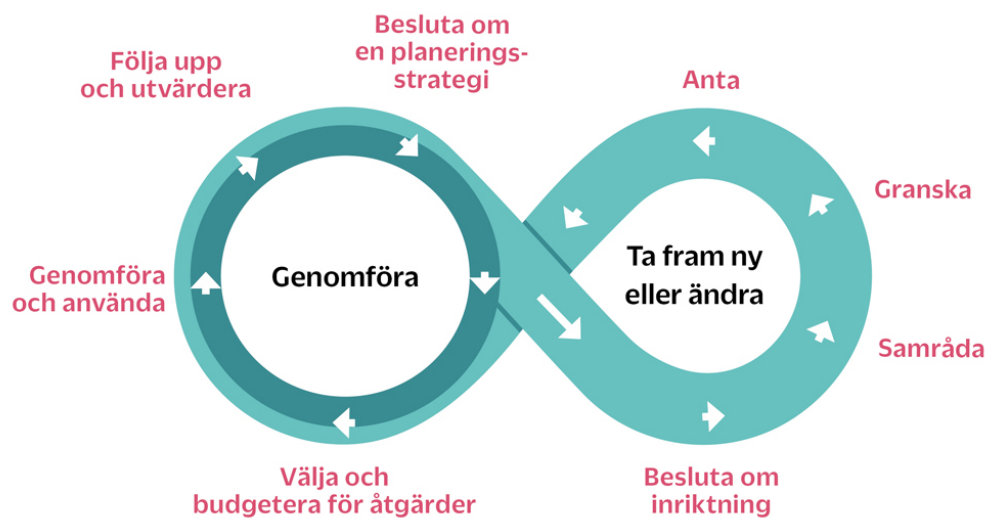 Besluta om
en planerings-
strategi
Följa upp
och utvärdera
Anta
Granska
Genomföra
och använda
Genomföra
Ta fram ny
eller ändra
Samråda
Välja och
budgetera för åtgärder
Besluta om
inriktning